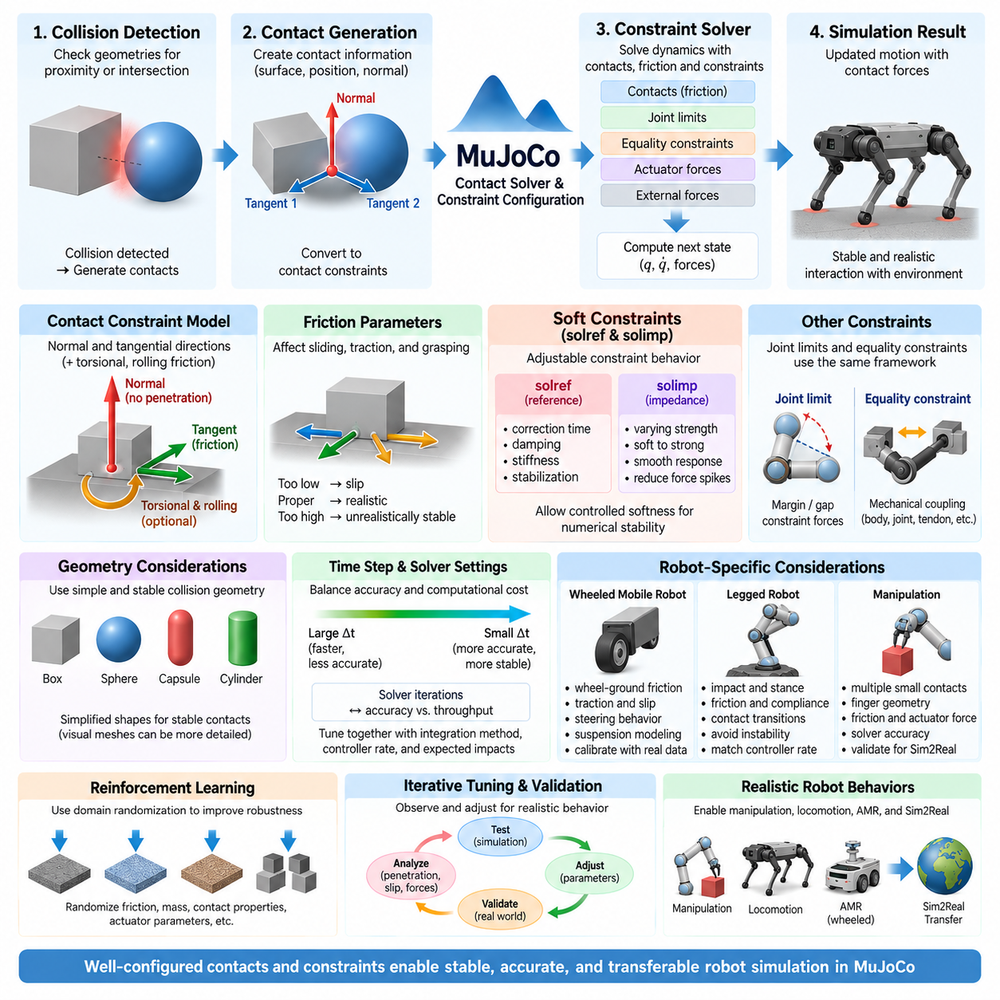 1. Collision Detection
Check geometries for
proximity or intersection
Collision detected
→ Generate contacts
2. Contact Generation
Create contact information
(surface, position, normal)
Normal
Tangent 1
Tangent 2
Convert to
contact constraints
MuJoCo
Contact Solver &
Constraint Configuration
3. Constraint Solver
Solve dynamics with
contacts, friction and constraints
Contacts (friction)
Joint limits
Equality constraints
Actuator forces
External forces
Compute next state
(q, q̇, forces)
4. Simulation Result
Updated motion with
contact forces
Stable and realistic
interaction with environment
Contact Constraint Model
Normal and tangential directions
(+ torsional, rolling friction)
Normal
(no penetration)
Tangent
(friction)
Torsional & rolling
(optional)
Friction Parameters
Affect sliding, traction, and grasping
Too low → slip
Proper → realistic
Too high → unrealistically stable
Soft Constraints
(solref & solimp)
Adjustable constraint behavior
solref
(reference)
• correction time
• damping
• stiffness
• stabilization
solimp
(impedance)
• varying strength
• soft to strong
• smooth response
• reduce force spikes
Allow controlled softness for
numerical stability
Other Constraints
Joint limits and equality constraints
use the same framework
Joint limit
Margin / gap
constraint forces
Equality constraint
Mechanical coupling
(body, joint, tendon, etc.)
Geometry Considerations
Use simple and stable collision geometry
Box
Sphere
Capsule
Cylinder
Simplified shapes for stable contacts
(visual meshes can be more detailed)
Time Step & Solver Settings
Balance accuracy and computational cost
Large Δt
(faster,
less accurate)
Small Δt
(more accurate,
more stable)
Solver iterations
↔ accuracy vs. throughput
Tune together with integration method,
controller rate, and expected impacts
Robot-Specific Considerations
Wheeled Mobile Robot
• wheel-ground friction
• traction and slip
• steering behavior
• suspension modeling
• calibrate with real data
Legged Robot
• impact and stance
• friction and compliance
• contact transitions
• avoid instability
• match controller rate
Manipulation
• multiple small contacts
• finger geometry
• friction and actuator force
• solver accuracy
• validate for Sim2Real
Reinforcement Learning
Use domain randomization to improve robustness
Randomize friction, mass, contact properties,
actuator parameters, etc.
Iterative Tuning & Validation
Observe and adjust for realistic behavior
Test
(simulation)
Adjust
(parameters)
Validate
(real world)
Analyze
(penetration,
slip, forces)
Realistic Robot Behaviors
Enable manipulation, locomotion, AMR, and Sim2Real
Manipulation
Locomotion
AMR
(wheeled)
Sim2Real
Transfer
Well-configured contacts and constraints enable stable, accurate, and transferable robot simulation in MuJoCo